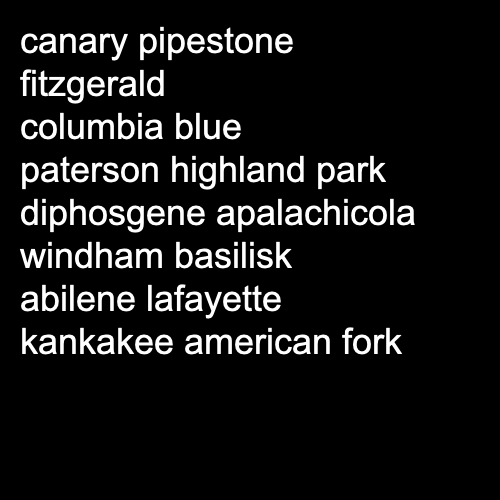 canary pipestone
fitzgerald
columbia blue
paterson highland park
diphosgene apalachicola
windham basilisk
abilene lafayette
kankakee american fork